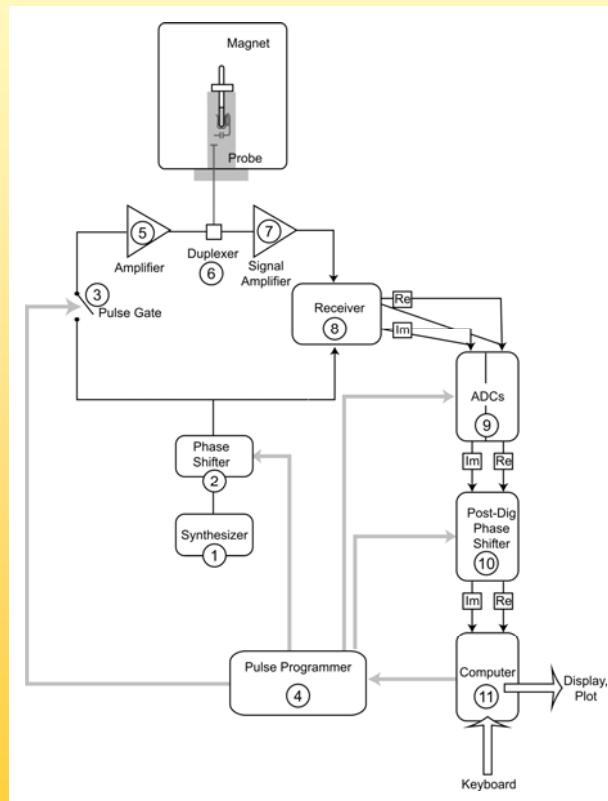 Magnet
Probe
5
7
Amplifier
Duplexer
6
Signal
Amplifier
3
Pulse Gate
Receiver
8
Re
Im
ADCs
9
Phase
Shifter
2
Im Re
Synthesizer
1
Post-Dig
Phase
Shifter
10
Im Re
Pulse Programmer
4
Computer
11
Display,
Plot
Keyboard